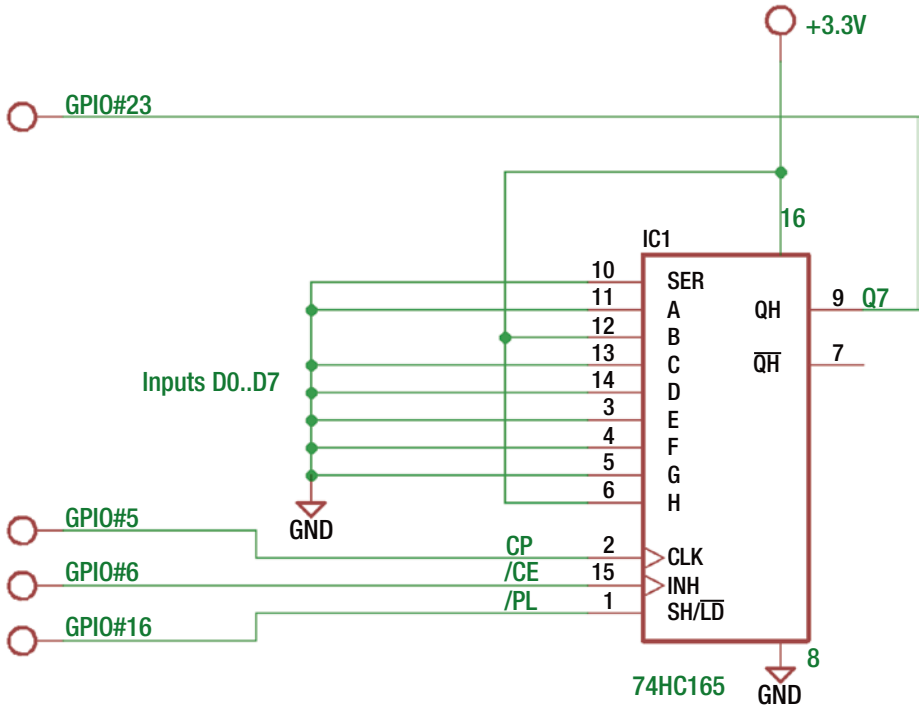 +3.3V
GPIO#23
16
IC1
10 SER
11 A QH 9 Q7
12 B
13 C Q̅H̅ 7
Inputs D0..D7
14 D
3 E
4 F
5 G
6 H
GND
GPIO#5
CP 2 CLK
GPIO#6
/CE 15 INH
GPIO#16
/PL 1 SH/L̅D̅
8
74HC165
GND